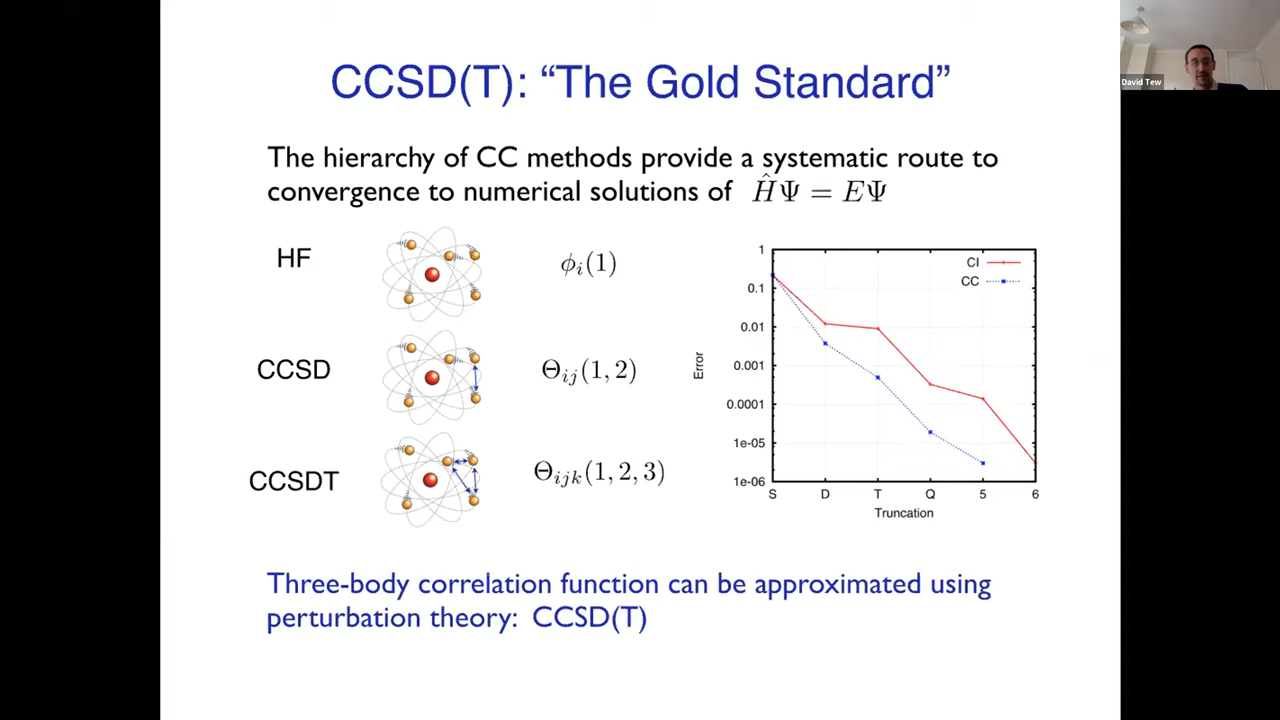 CCSD(T): “The Gold Standard”
David Tew
The hierarchy of CC methods provide a systematic route to
convergence to numerical solutions of ĤΨ = EΨ
HF
ϕᵢ(1)
CCSD
Θᵢⱼ(1, 2)
CCSDT
Θᵢⱼₖ(1, 2, 3)
CI
CC
1
0.1
0.01
0.001
0.0001
1e-05
1e-06
Error
S D T Q 5 6
Truncation
Three-body correlation function can be approximated using
perturbation theory: CCSD(T)